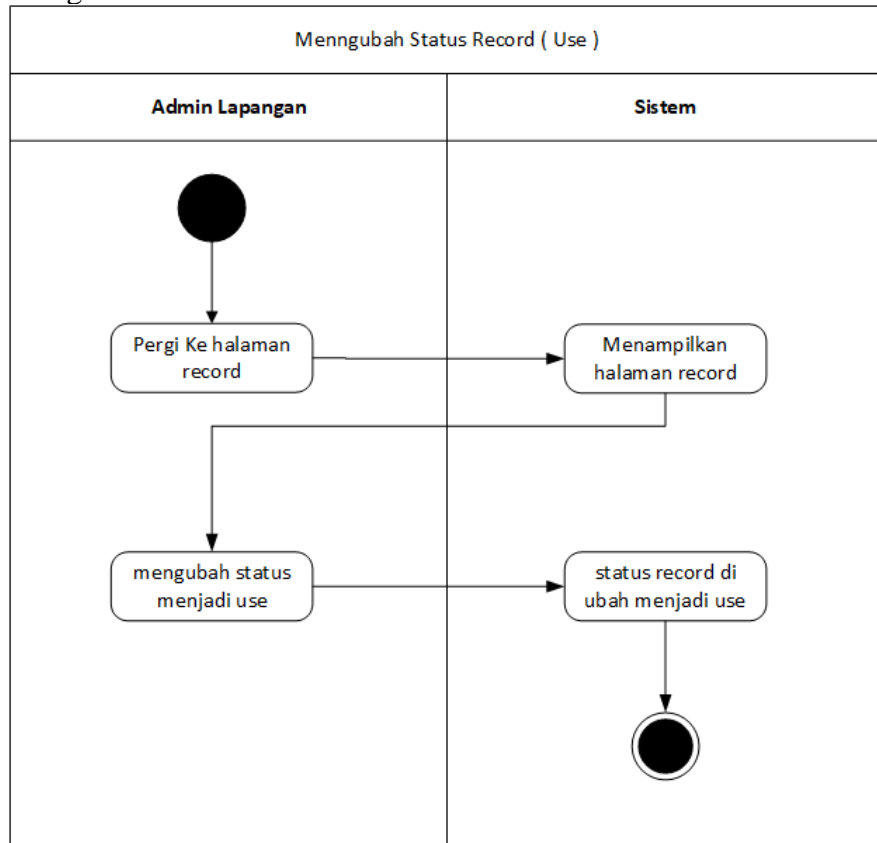 Menngubah Status Record ( Use )
Admin Lapangan
Sistem
Pergi Ke halaman
record
Menampilkan
halaman record
mengubah status
menjadi use
status record di
ubah menjadi use